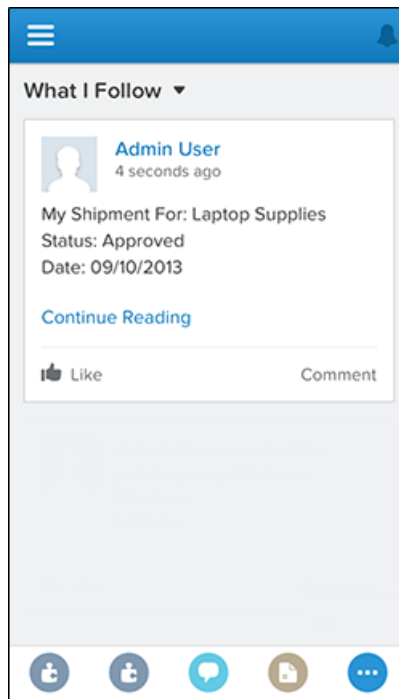 What I Follow
Admin User
4 seconds ago
My Shipment For: Laptop Supplies
Status: Approved
Date: 09/10/2013
Continue Reading
Like
Comment